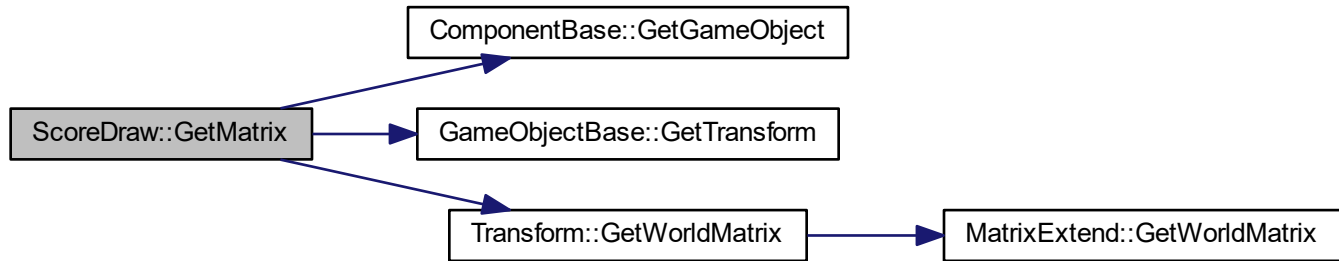 ComponentBase::GetGameObject
ScoreDraw::GetMatrix
GameObjectBase::GetTransform
Transform::GetWorldMatrix
MatrixExtend::GetWorldMatrix